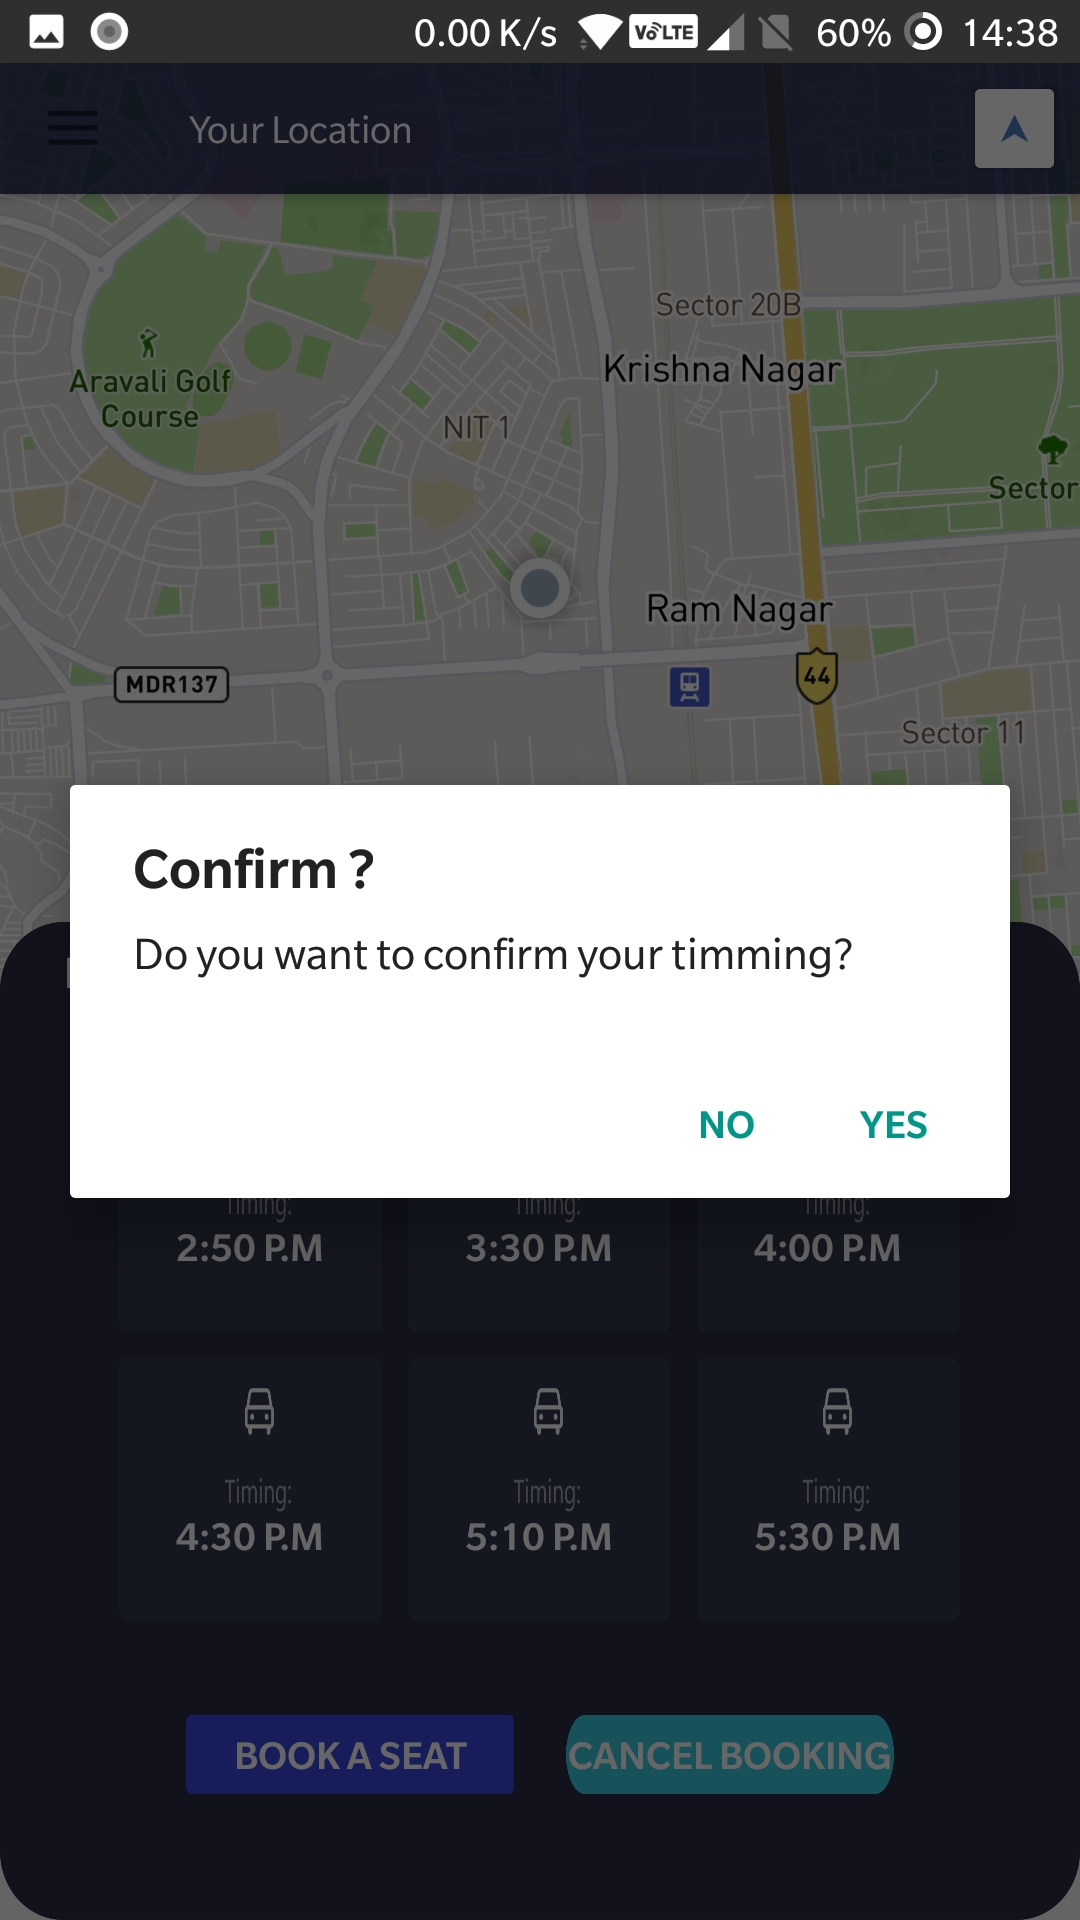 0.00 K/s VoLTE 60% 14:38
Your Location
Sector 20B
Krishna Nagar
Aravali Golf
Course
NIT 1
Sector
Ram Nagar
MDR137
44
Sector 11
Confirm ?
Do you want to confirm your timming?
NO YES
Timing: Timing: Timing:
2:50 P.M 3:30 P.M 4:00 P.M
Timing: Timing: Timing:
4:30 P.M 5:10 P.M 5:30 P.M
BOOK A SEAT CANCEL BOOKING